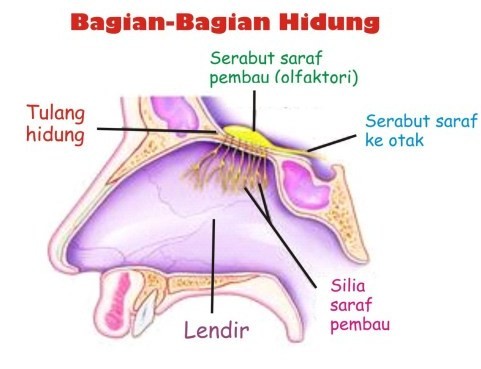 Bagian-Bagian Hidung
Serabut saraf
pembau (olfaktori)
Tulang
hidung
Serabut saraf
ke otak
Silia
saraf
pembau
Lendir